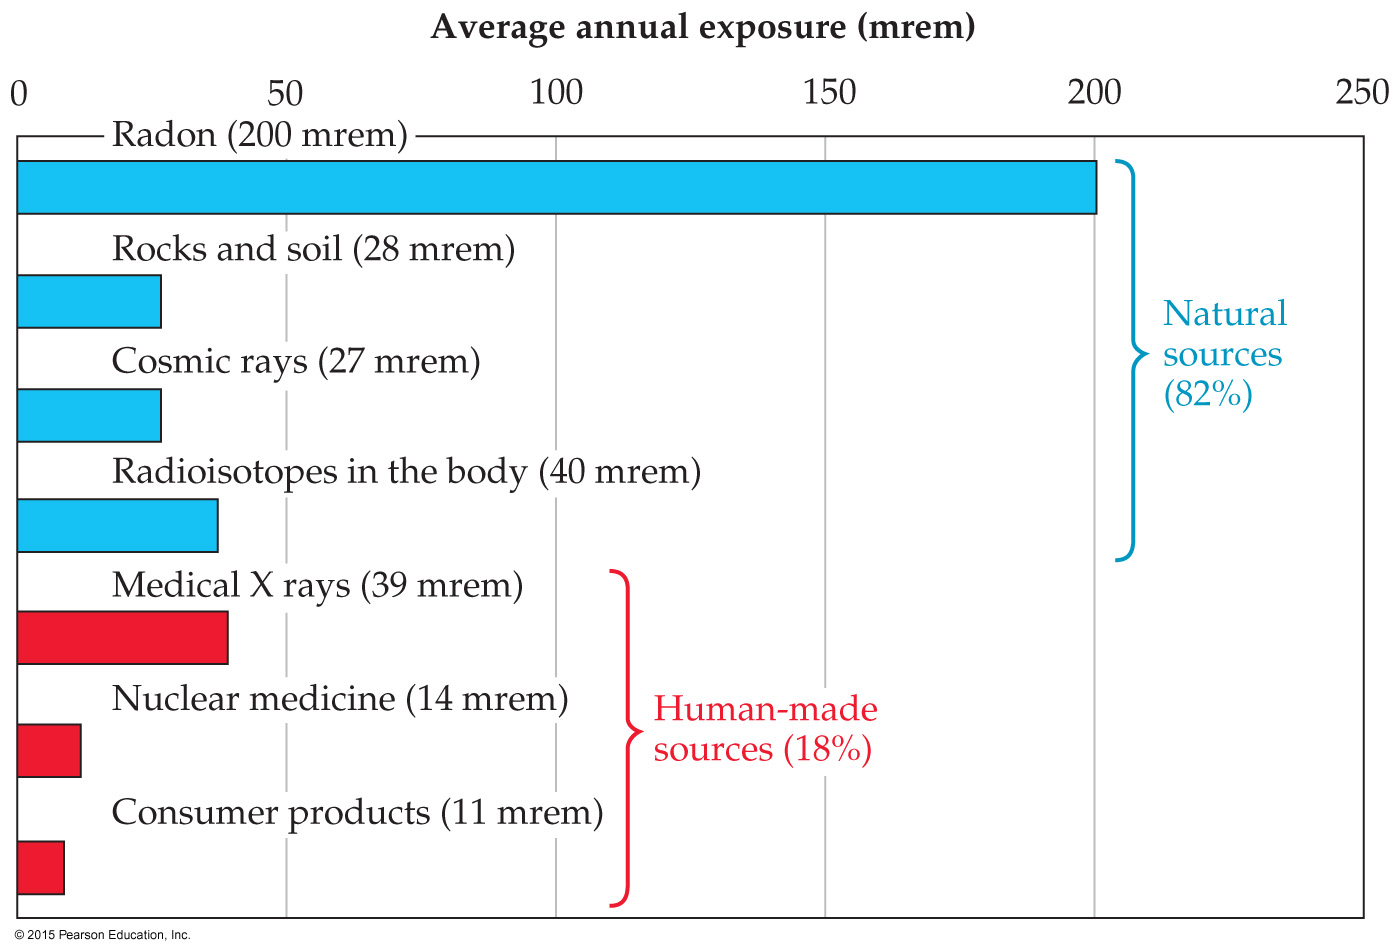 Average annual exposure (mrem)
0 50 100 150 200 250
Radon (200 mrem)
Rocks and soil (28 mrem)
Cosmic rays (27 mrem)
Radioisotopes in the body (40 mrem)
Natural
sources
(82%)
Medical X rays (39 mrem)
Nuclear medicine (14 mrem)
Consumer products (11 mrem)
Human-made
sources (18%)
© 2015 Pearson Education, Inc.